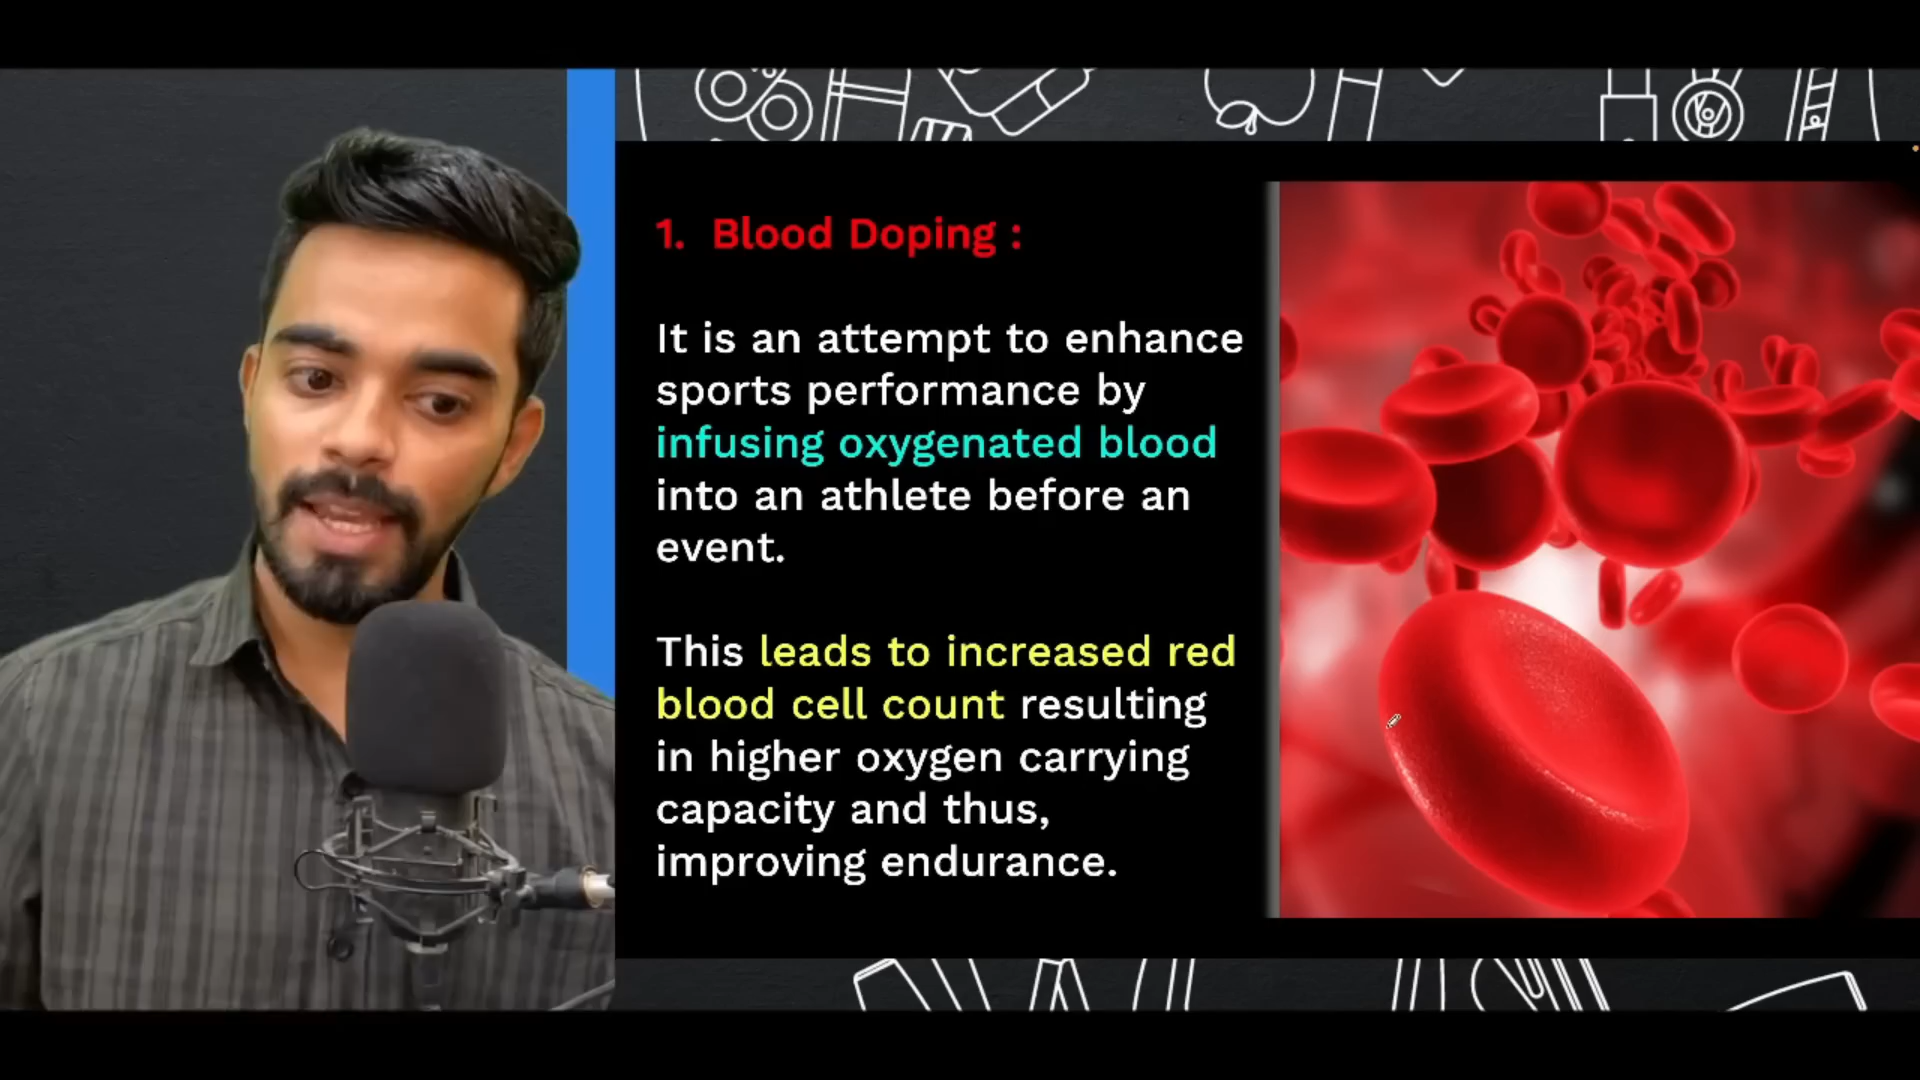 1. Blood Doping :
It is an attempt to enhance
sports performance by
infusing oxygenated blood
into an athlete before an
event.
This leads to increased red
blood cell count resulting
in higher oxygen carrying
capacity and thus,
improving endurance.